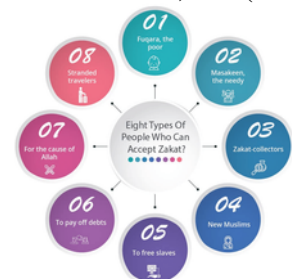 Eight Types Of
People Who Can
Accept Zakat?
01
Fuqara, the
poor
02
Masakeen,
the needy
03
Zakat-collectors
04
New Muslims
05
To free slaves
06
To pay off debts
07
For the cause of
Allah
08
Stranded
travelers